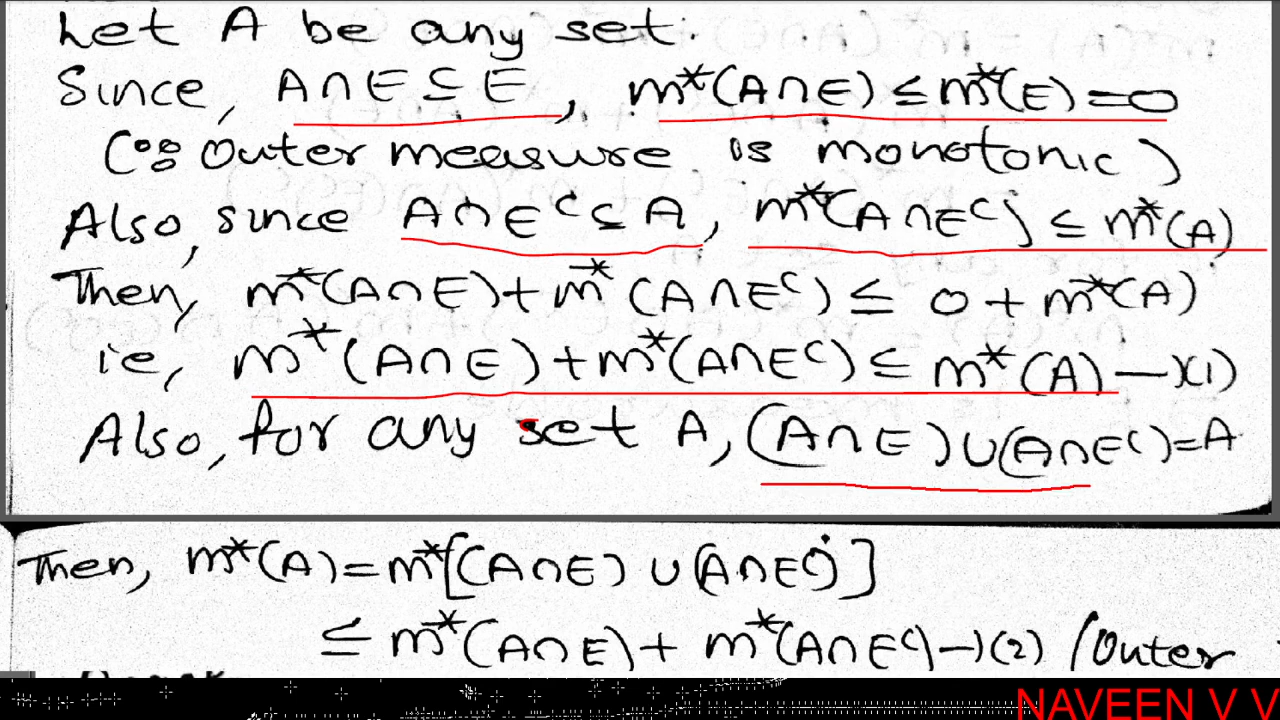 Let A be any set.
Since, A∩E ⊆ E, m*(A∩E) ≤ m*(E) = 0
(∵ Outer measure is monotonic)
Also, since A∩E^c ⊆ A, m*(A∩E^c) ≤ m*(A)
Then, m*(A∩E) + m*(A∩E^c) ≤ 0 + m*(A)
ie, m*(A∩E) + m*(A∩E^c) ≤ m*(A) —(1)
Also, for any set A, (A∩E)∪(A∩E^c)=A
Then, m*(A) = m*[(A∩E) ∪ (A∩E^c)]
≤ m*(A∩E) + m*(A∩E^c) —(2) (Outer
NAVEEN V V